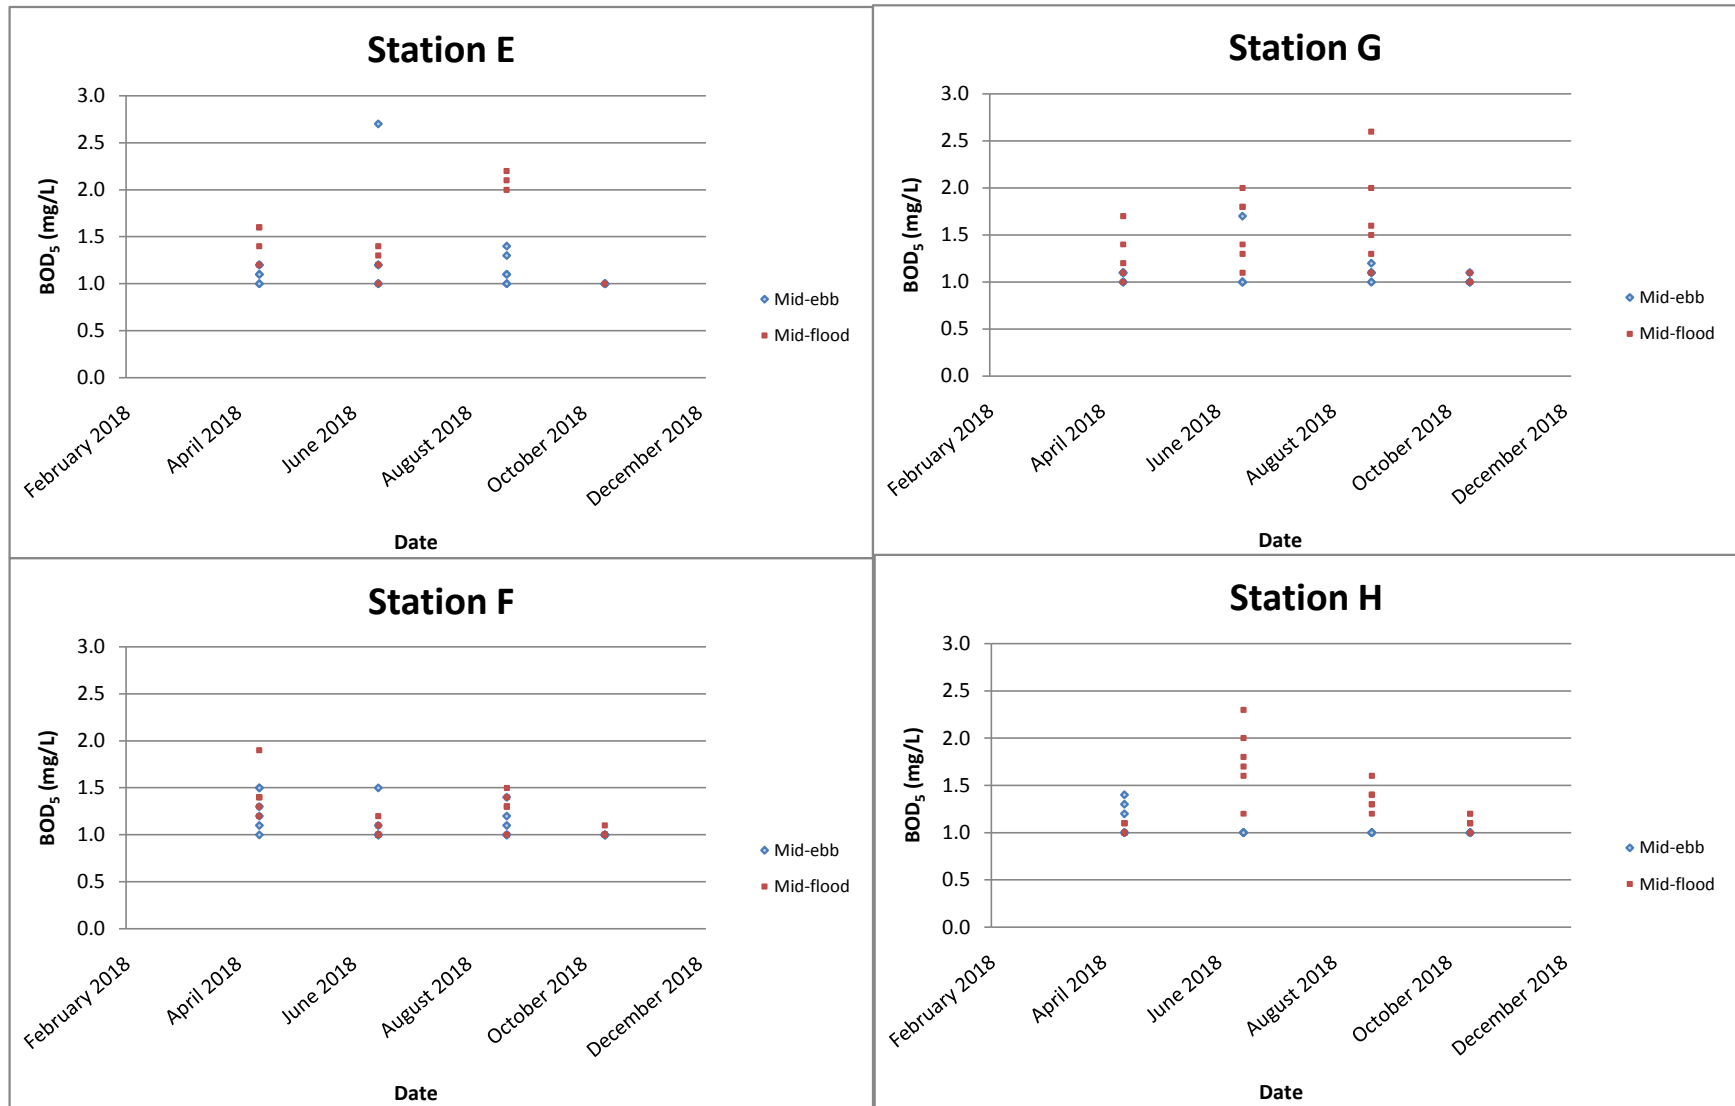 Station E
3.0
2.5
2.0
1.5
1.0
0.5
0.0
BOD5 (mg/L)
February 2018
April 2018
June 2018
August 2018
October 2018
December 2018
Date
Mid-ebb
Mid-flood
Station G
3.0
2.5
2.0
1.5
1.0
0.5
0.0
BOD5 (mg/L)
February 2018
April 2018
June 2018
August 2018
October 2018
December 2018
Date
Mid-ebb
Mid-flood
Station F
3.0
2.5
2.0
1.5
1.0
0.5
0.0
BOD5 (mg/L)
February 2018
April 2018
June 2018
August 2018
October 2018
December 2018
Date
Mid-ebb
Mid-flood
Station H
3.0
2.5
2.0
1.5
1.0
0.5
0.0
BOD5 (mg/L)
February 2018
April 2018
June 2018
August 2018
October 2018
December 2018
Date
Mid-ebb
Mid-flood